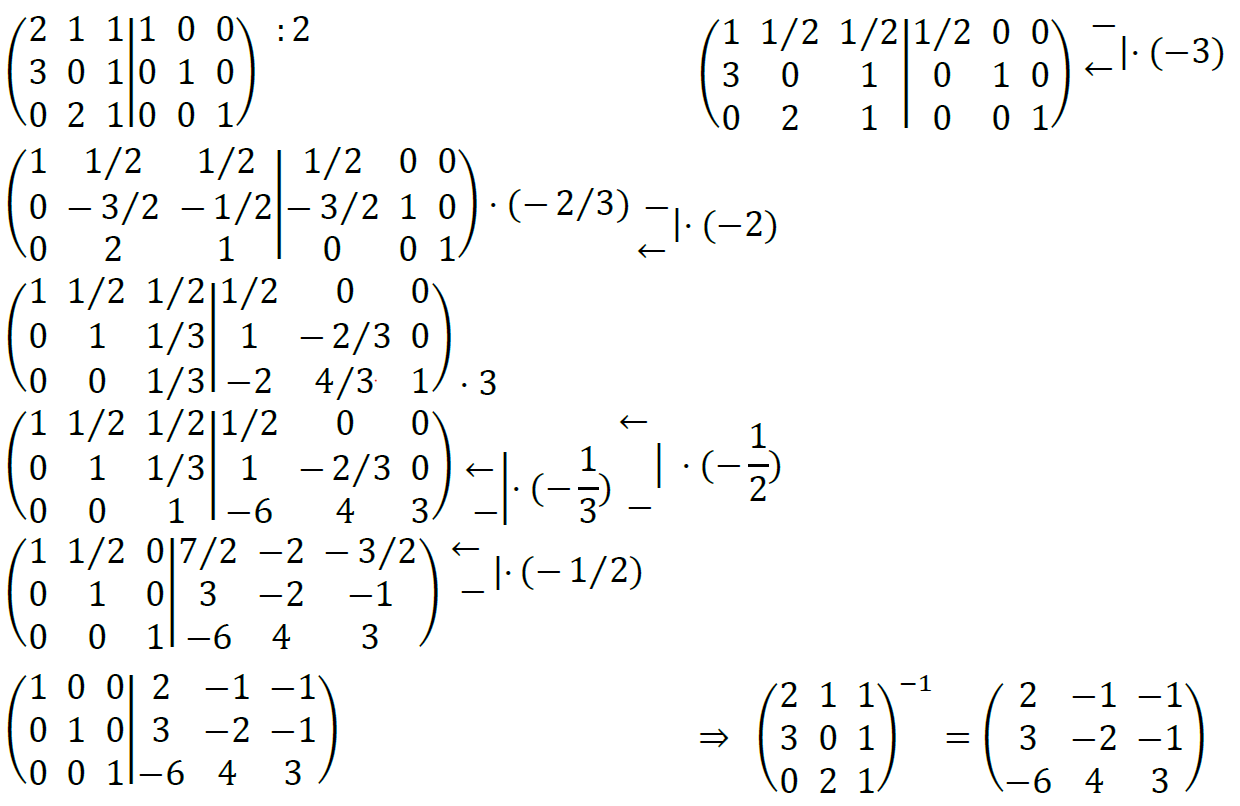 (2 1 1|1 0 0) :2
(3 0 1|0 1 0)
(0 2 1|0 0 1)
(1 1/2 1/2|1/2 0 0) −
(3 0 1|0 1 0) ← |· (−3)
(0 2 1|0 0 1)
(1 1/2 1/2|1/2 0 0)
(0 −3/2 −1/2|−3/2 1 0) · (−2/3) − |· (−2)
(0 2 1|0 0 1) ←
(1 1/2 1/2|1/2 0 0)
(0 1 1/3|1 −2/3 0)
(0 0 1/3|−2 4/3 1) · 3
(1 1/2 1/2|1/2 0 0) ←
(0 1 1/3|1 −2/3 0) ← |· (−1/3) | · (−1/2)
(0 0 1|−6 4 3) − −
(1 1/2 0|7/2 −2 −3/2) ← |· (−1/2)
(0 1 0|3 −2 −1) −
(0 0 1|−6 4 3)
(1 0 0|2 −1 −1)
(0 1 0|3 −2 −1)
(0 0 1|−6 4 3)
(2 1 1)⁻¹ (2 −1 −1)
⇒ (3 0 1) = (3 −2 −1)
(0 2 1) (−6 4 3)